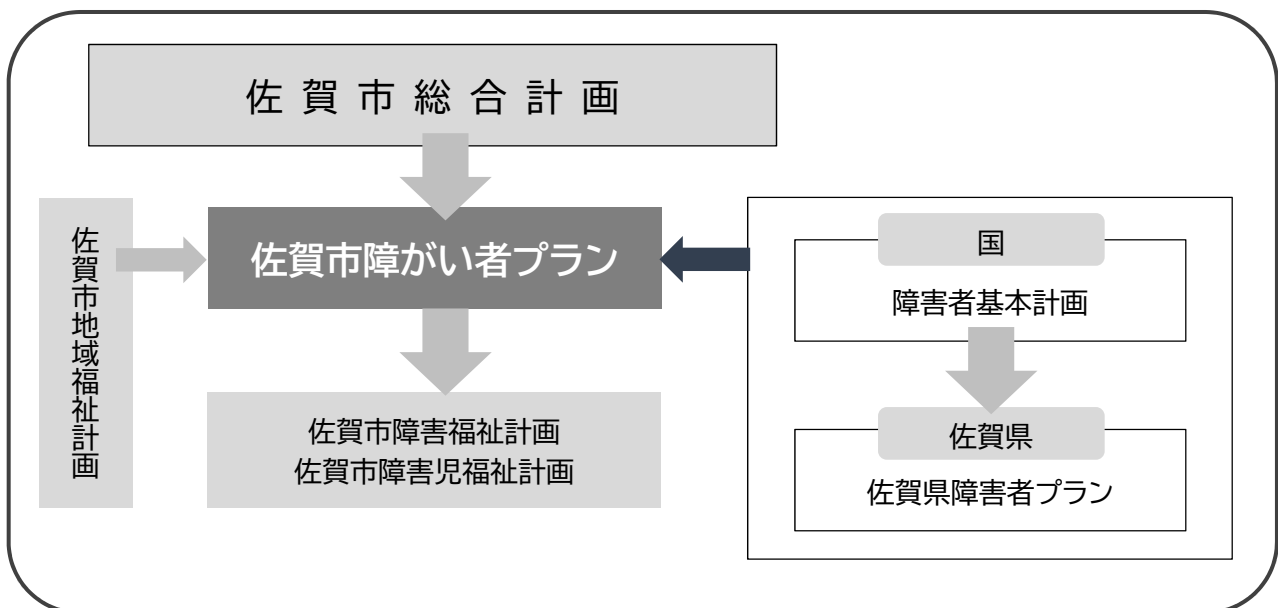 佐賀市総合計画
佐賀市地域福祉計画
佐賀市障がい者プラン
佐賀市障害福祉計画
佐賀市障害児福祉計画
国
障害者基本計画
佐賀県
佐賀県障害者プラン